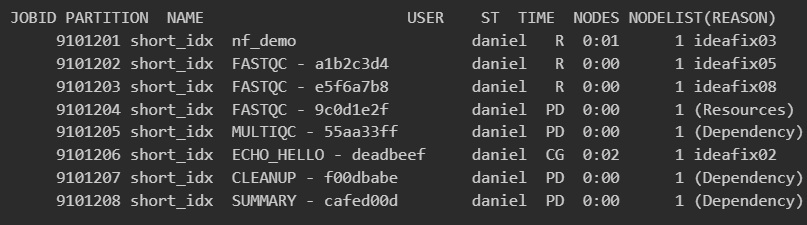 JOBID PARTITION NAME USER ST TIME NODES NODELIST(REASON)
9101201 short_idx nf_demo daniel R 0:01 1 ideafix03
9101202 short_idx FASTQC - a1b2c3d4 daniel R 0:00 1 ideafix05
9101203 short_idx FASTQC - e5f6a7b8 daniel R 0:00 1 ideafix08
9101204 short_idx FASTQC - 9c0d1e2f daniel PD 0:00 1 (Resources)
9101205 short_idx MULTIQC - 55aa33ff daniel PD 0:00 1 (Dependency)
9101206 short_idx ECHO_HELLO - deadbeef daniel CG 0:02 1 ideafix02
9101207 short_idx CLEANUP - f00dbabe daniel PD 0:00 1 (Dependency)
9101208 short_idx SUMMARY - cafed00d daniel PD 0:00 1 (Dependency)